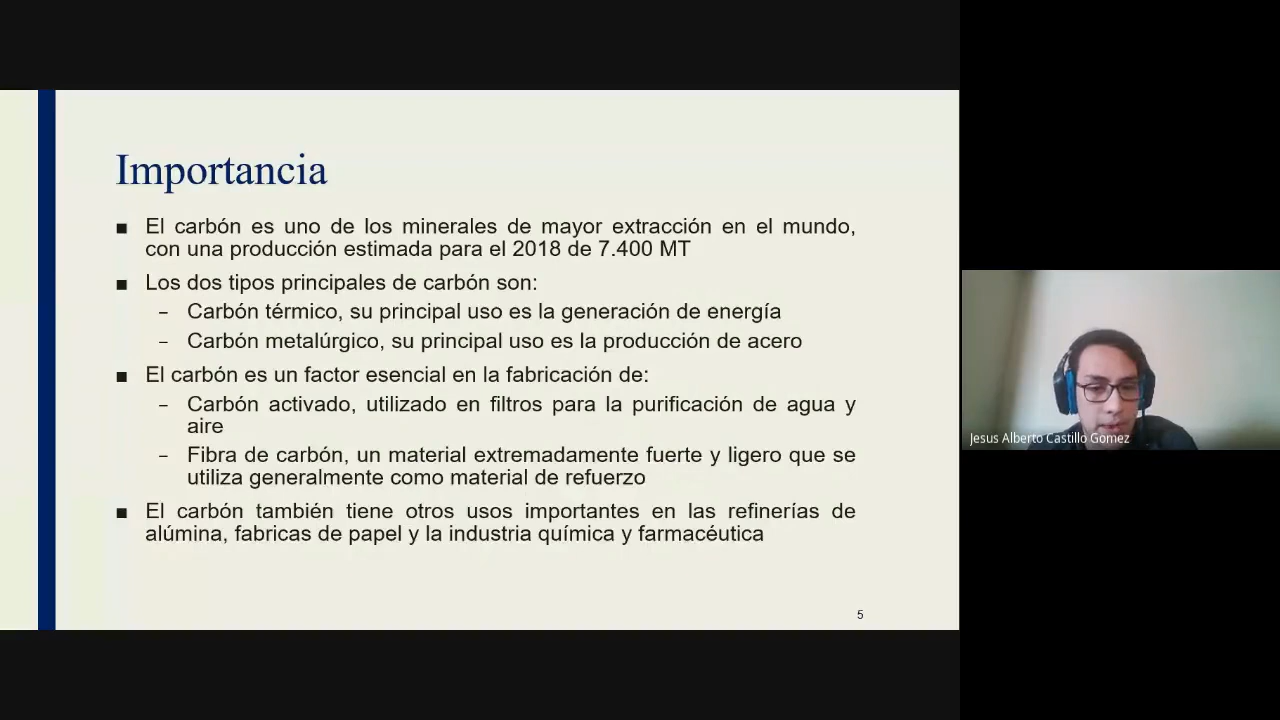 Importancia
■ El carbón es uno de los minerales de mayor extracción en el mundo,
con una producción estimada para el 2018 de 7.400 MT
■ Los dos tipos principales de carbón son:
– Carbón térmico, su principal uso es la generación de energía
– Carbón metalúrgico, su principal uso es la producción de acero
■ El carbón es un factor esencial en la fabricación de:
– Carbón activado, utilizado en filtros para la purificación de agua y
aire
– Fibra de carbón, un material extremadamente fuerte y ligero que se
utiliza generalmente como material de refuerzo
■ El carbón también tiene otros usos importantes en las refinerías de
alúmina, fabricas de papel y la industria química y farmacéutica
5
Jesus Alberto Castillo Gomez